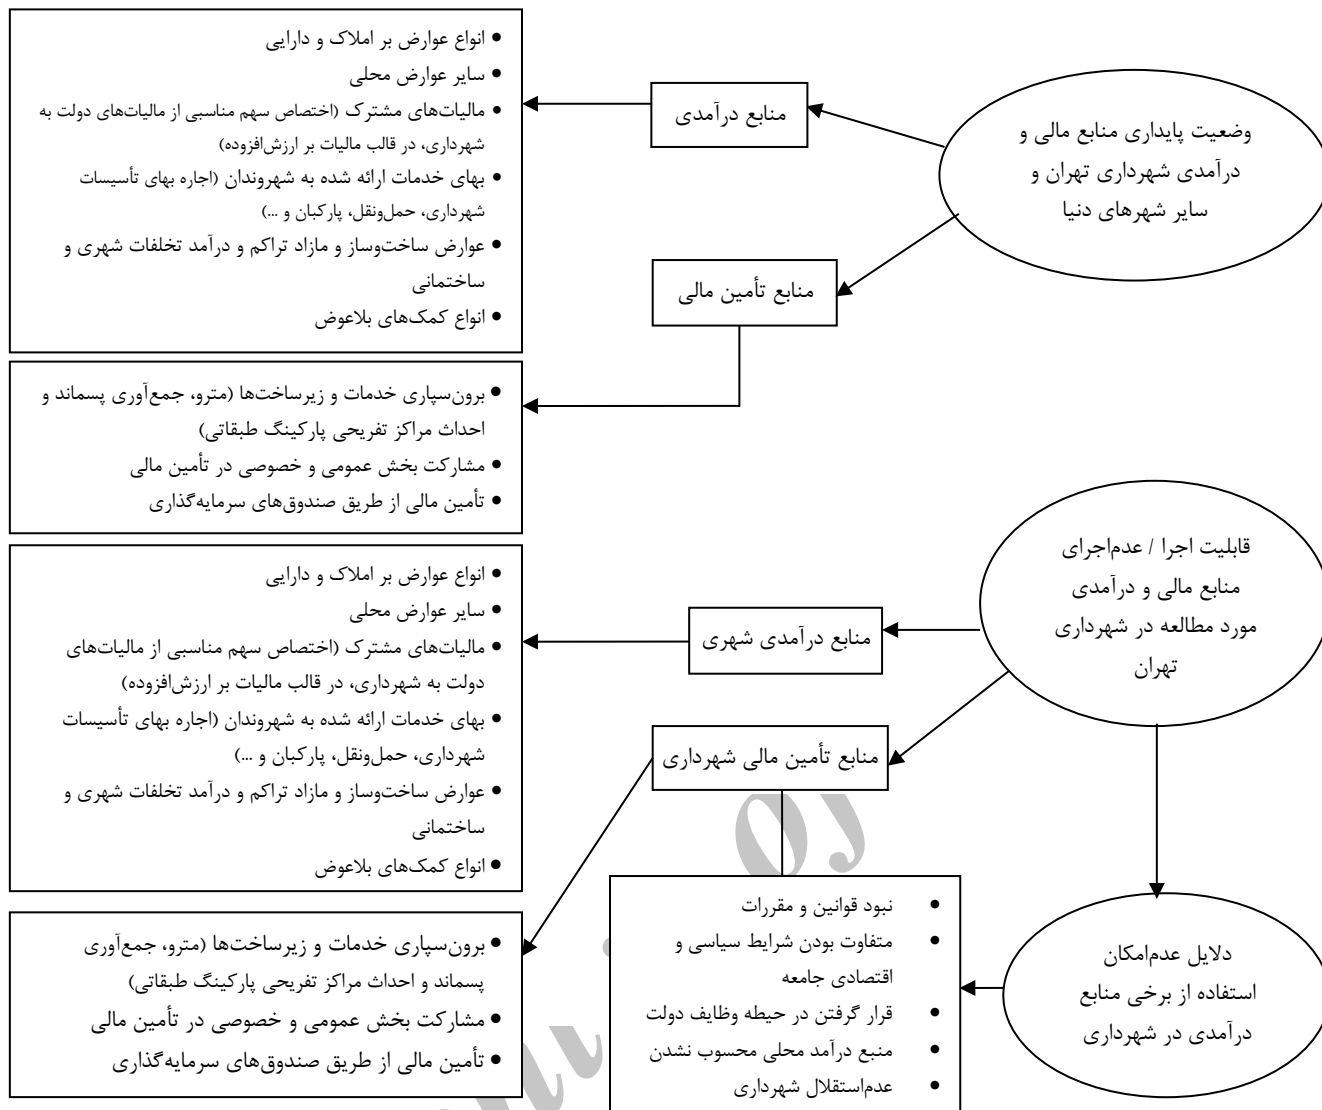 وضعیت پایداری منابع مالی و
درآمدی شهرداری تهران و
سایر شهرهای دنیا
منابع درآمدی
• انواع عوارض بر املاک و دارایی
• سایر عوارض محلی
• مالیات‌های مشترک (اختصاص سهم مناسبی از مالیات‌های دولت به
شهرداری، در قالب مالیات بر ارزش‌افزوده)
• بهای خدمات ارائه شده به شهروندان (اجاره بهای تأسیسات
شهرداری، حمل‌ونقل، پارکبان و ...)
• عوارض ساخت‌وساز و مازاد تراکم و درآمد تخلفات شهری و
ساختمانی
• انواع کمک‌های بلاعوض
منابع تأمین مالی
• برون‌سپاری خدمات و زیرساخت‌ها (مترو، جمع‌آوری پسماند و
احداث مراکز تفریحی پارکینگ طبقاتی)
• مشارکت بخش عمومی و خصوصی در تأمین مالی
• تأمین مالی از طریق صندوق‌های سرمایه‌گذاری
قابلیت اجرا / عدم‌اجرای
منابع مالی و درآمدی
مورد مطالعه در شهرداری
تهران
منابع درآمدی شهری
• انواع عوارض بر املاک و دارایی
• سایر عوارض محلی
• مالیات‌های مشترک (اختصاص سهم مناسبی از مالیات‌های
دولت به شهرداری، در قالب مالیات بر ارزش‌افزوده)
• بهای خدمات ارائه شده به شهروندان (اجاره بهای تأسیسات
شهرداری، حمل‌ونقل، پارکبان و ...)
• عوارض ساخت‌وساز و مازاد تراکم و درآمد تخلفات شهری و
ساختمانی
• انواع کمک‌های بلاعوض
منابع تأمین مالی شهرداری
• برون‌سپاری خدمات و زیرساخت‌ها (مترو، جمع‌آوری
پسماند و احداث مراکز تفریحی پارکینگ طبقاتی)
• مشارکت بخش عمومی و خصوصی در تأمین مالی
• تأمین مالی از طریق صندوق‌های سرمایه‌گذاری
دلایل عدم‌امکان
استفاده از برخی منابع
درآمدی در شهرداری
• نبود قوانین و مقررات
• متفاوت بودن شرایط سیاسی و
اقتصادی جامعه
• قرار گرفتن در حیطه وظایف دولت
• منبع درآمد محلی محسوب نشدن
• عدم‌استقلال شهرداری